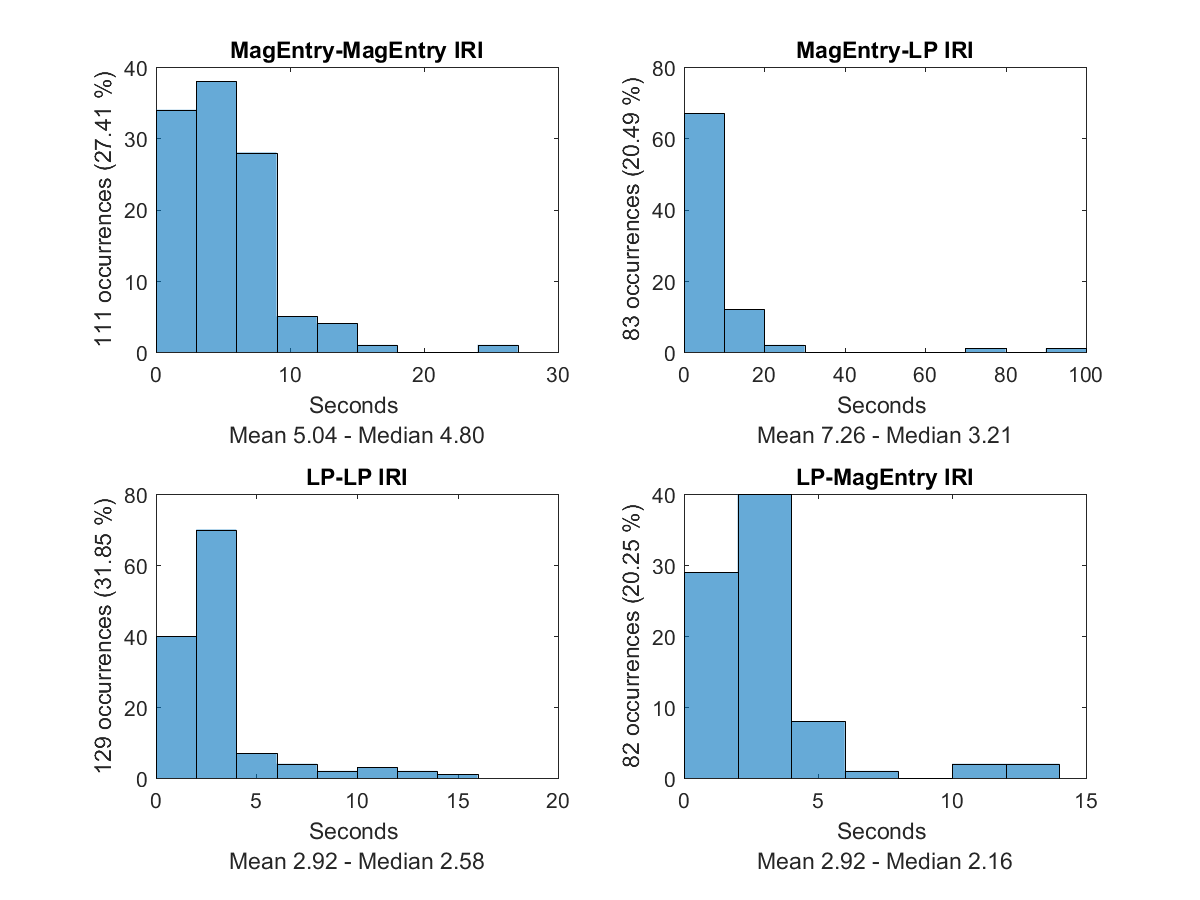 MagEntry-MagEntry IRI
40
30
20
10
0
111 occurrences (27.41 %)
0 10 20 30
Seconds
Mean 5.04 - Median 4.80
MagEntry-LP IRI
80
60
40
20
0
83 occurrences (20.49 %)
0 20 40 60 80 100
Seconds
Mean 7.26 - Median 3.21
LP-LP IRI
80
60
40
20
0
129 occurrences (31.85 %)
0 5 10 15 20
Seconds
Mean 2.92 - Median 2.58
LP-MagEntry IRI
40
30
20
10
0
82 occurrences (20.25 %)
0 5 10 15
Seconds
Mean 2.92 - Median 2.16